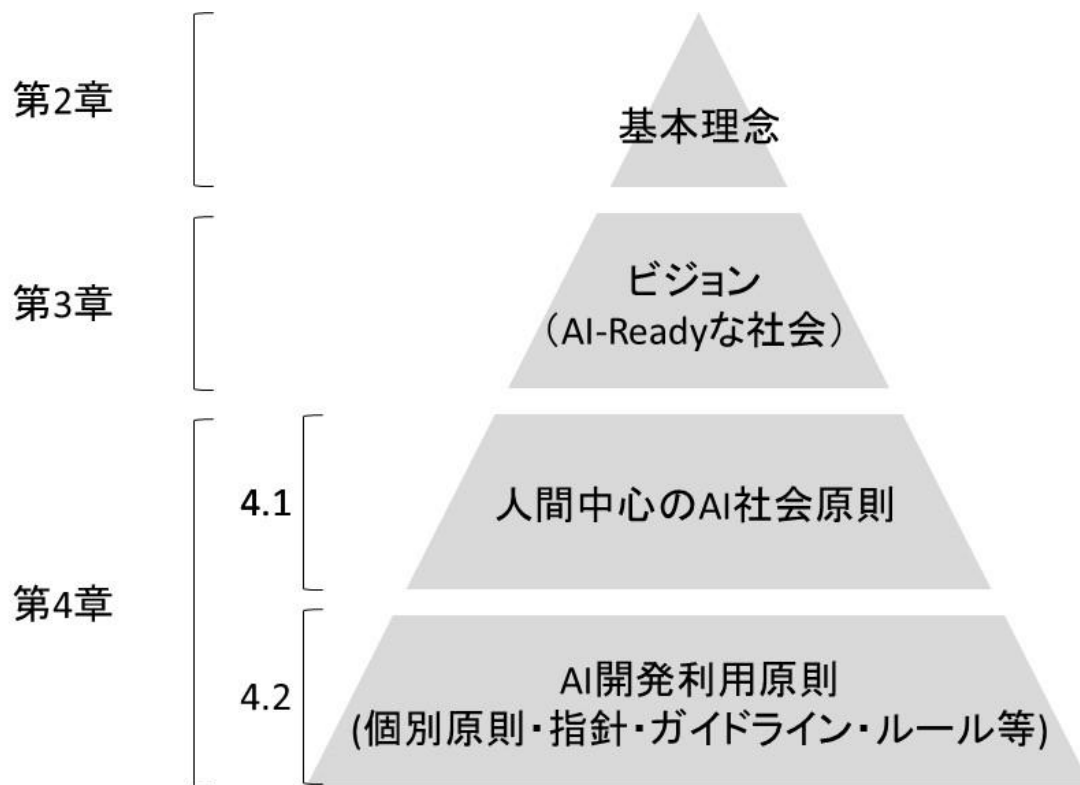 第2章
基本理念
第3章
ビジョン
（AI-Readyな社会）
第4章
4.1
人間中心のAI社会原則
4.2
AI開発利用原則
(個別原則・指針・ガイドライン・ルール等)